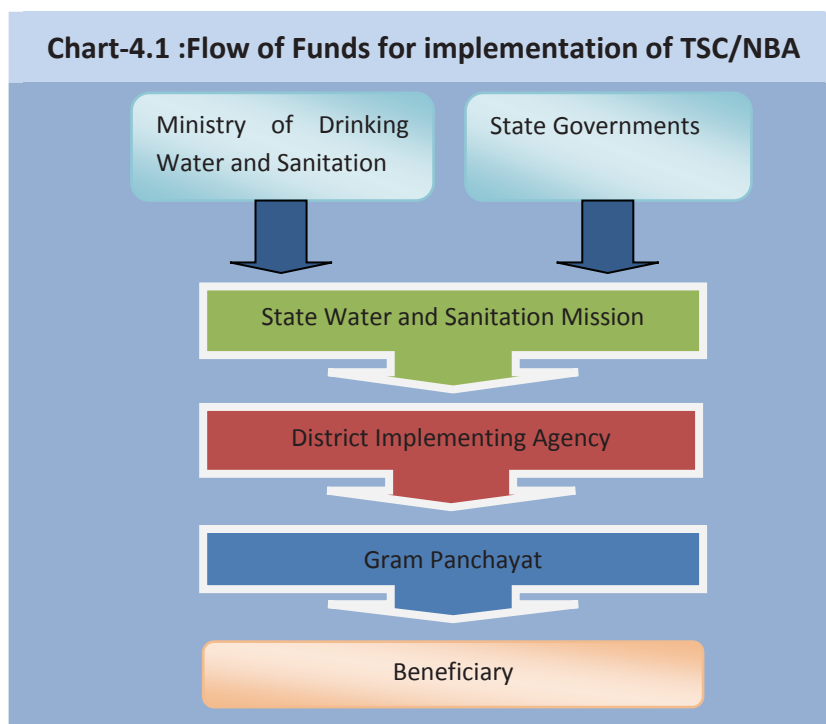 Chart-4.1 :Flow of Funds for implementation of TSC/NBA
Ministry of Drinking
Water and Sanitation
State Governments
State Water and Sanitation Mission
District Implementing Agency
Gram Panchayat
Beneficiary